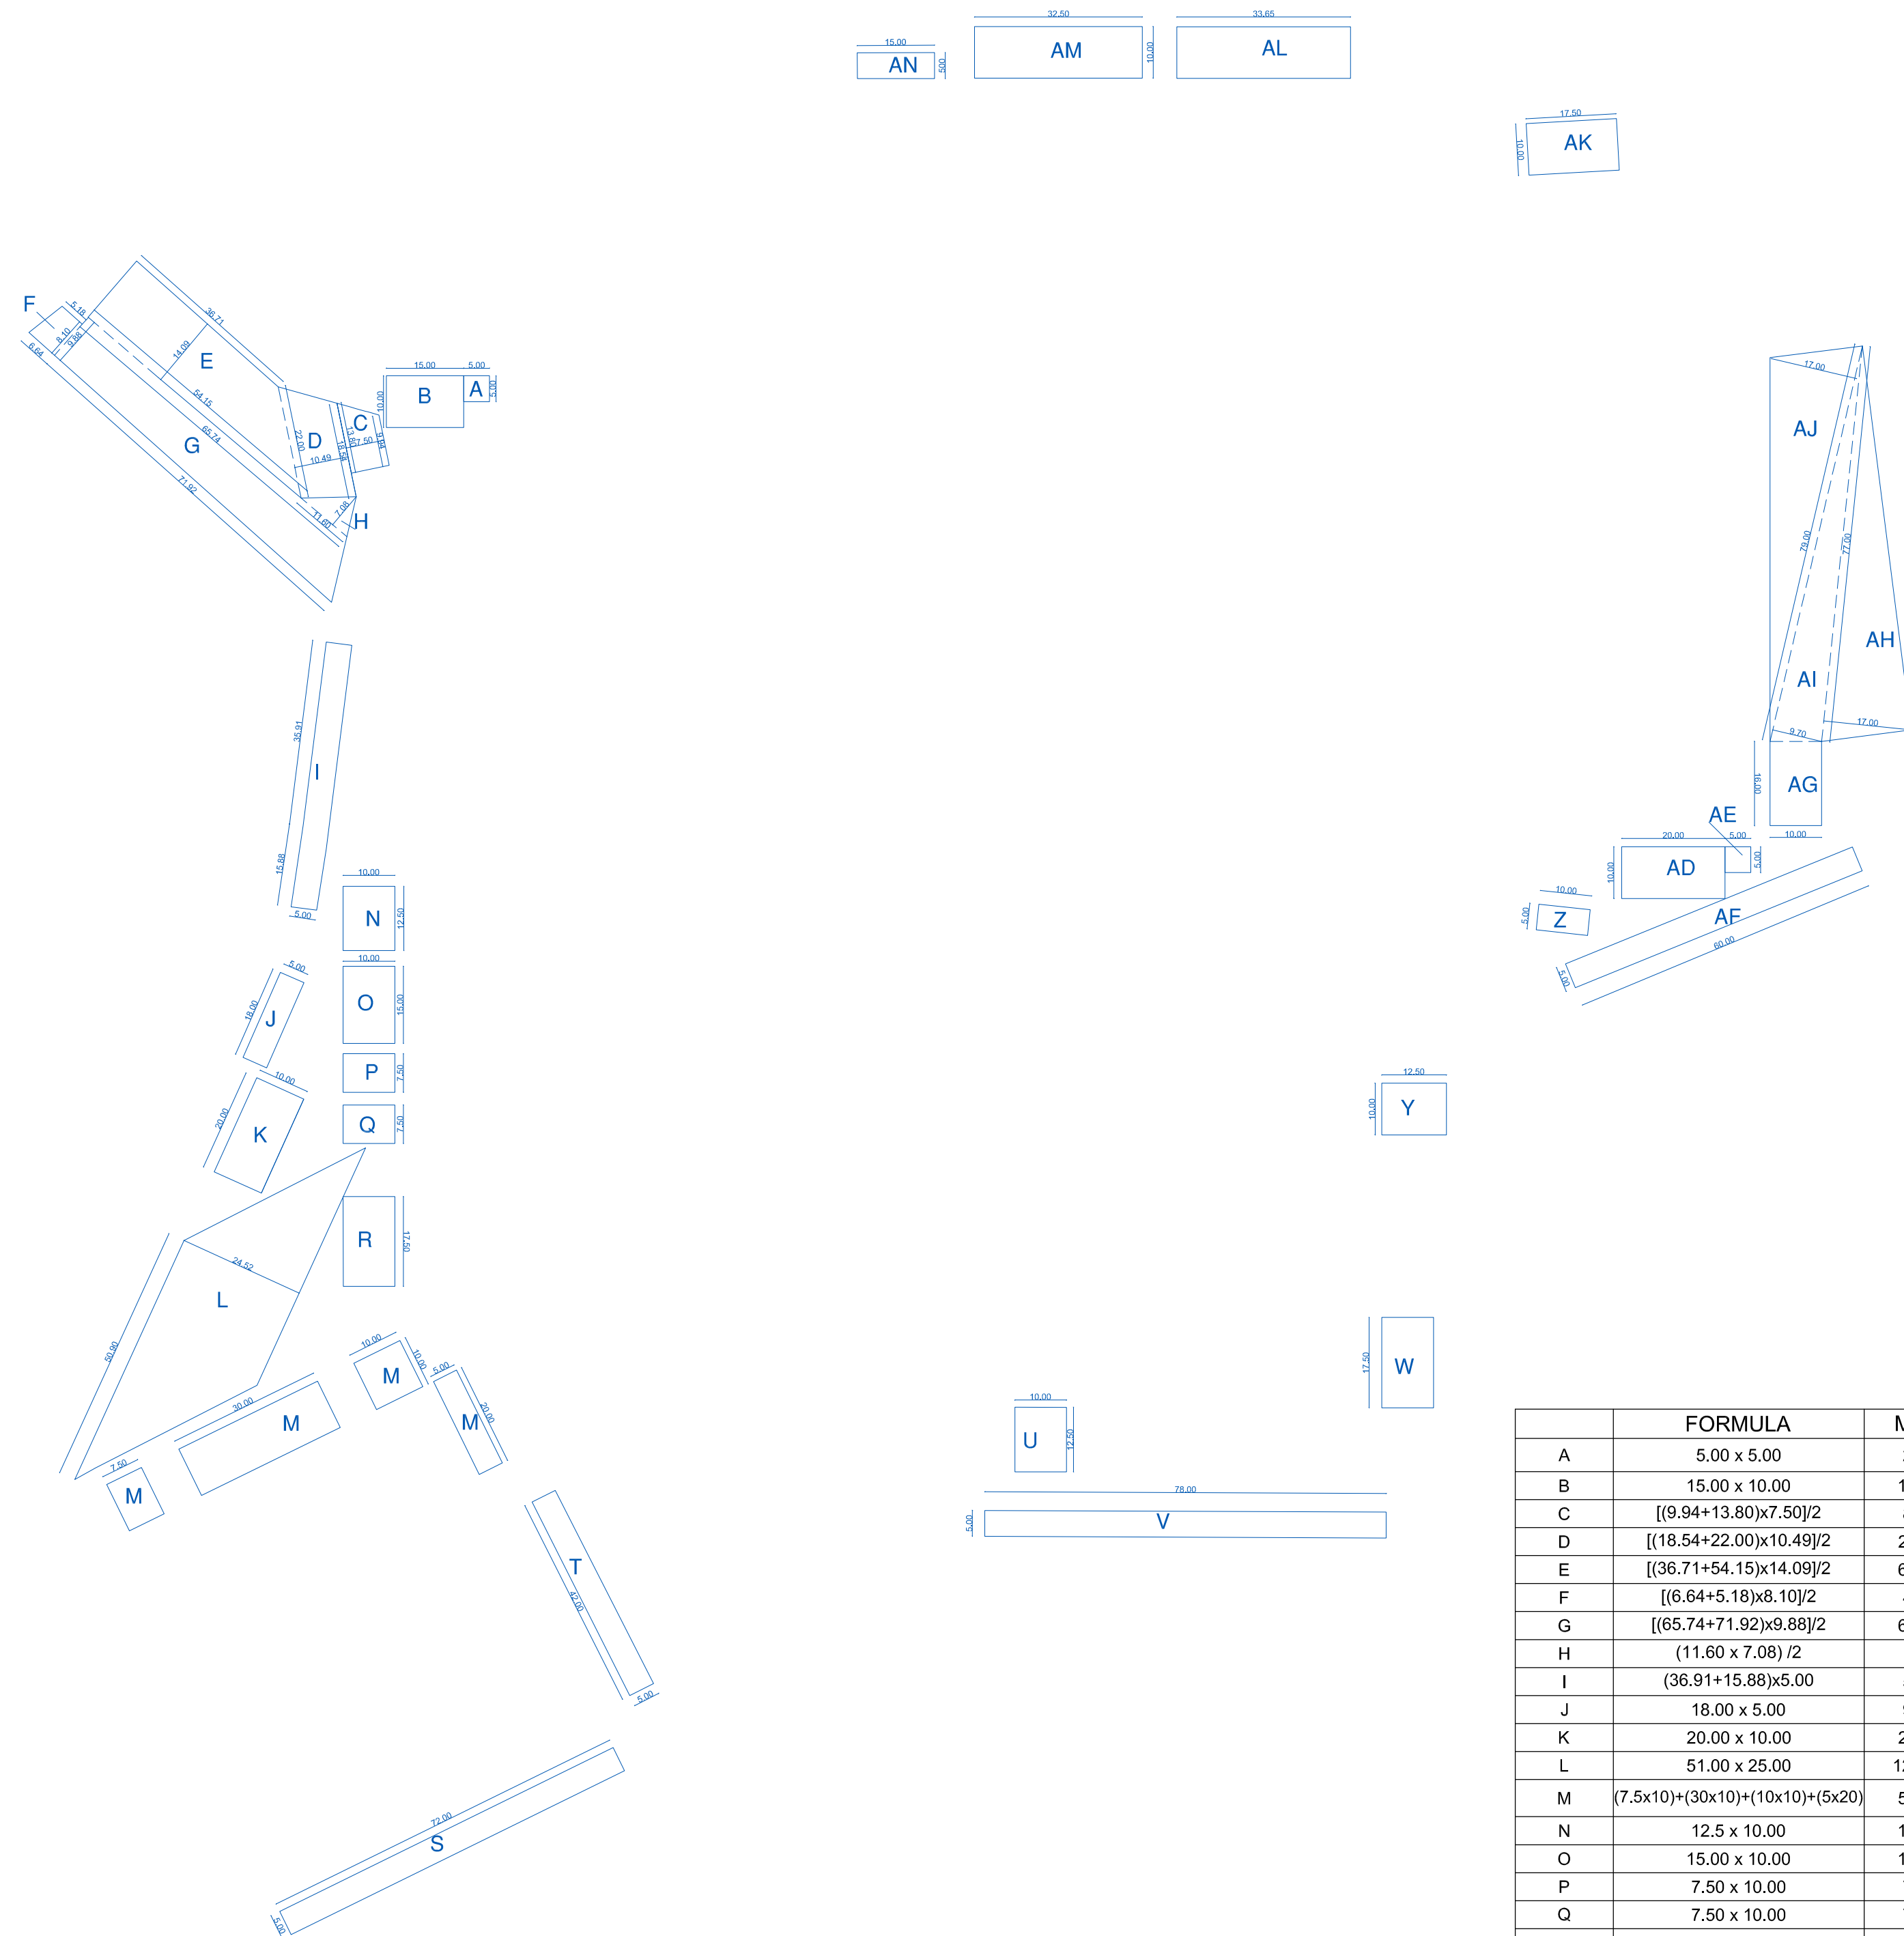 32.50
33.65
15.00
AN
500
AM
10.00
AL
17.50
10.00
AK
F
5.18
8.10
9.88
6.64
36.71
14.09
E
54.15
65.74
G
71.92
22.00
D
10.49
18.54
13.80
C
7.50
9.94
11.60
7.08
H
15.00
5.00
10.00
B
A
5.00
17.00
AJ
79.00
77.00
AH
AI
9.70
17.00
16.00
AG
10.00
AE
20.00
5.00
10.00
AD
5.00
10.00
5.00
Z
AF
60.00
5.00
35.91
I
15.88
5.00
10.00
N
12.50
10.00
O
15.00
5.00
18.00
J
P
7.50
10.00
20.00
K
Q
7.50
12.50
10.00
Y
R
17.50
24.52
L
50.90
10.00
10.00
M
5.00
20.00
M
30.00
M
7.50
M
17.50
W
10.00
U
12.50
78.00
5.00
V
T
42.00
5.00
72.00
S
5.00
FORMULA M
A 5.00 x 5.00
B 15.00 x 10.00 1
C [(9.94+13.80)x7.50]/2
D [(18.54+22.00)x10.49]/2 2
E [(36.71+54.15)x14.09]/2 6
F [(6.64+5.18)x8.10]/2
G [(65.74+71.92)x9.88]/2 6
H (11.60 x 7.08) /2
I (36.91+15.88)x5.00
J 18.00 x 5.00
K 20.00 x 10.00 2
L 51.00 x 25.00 12
M (7.5x10)+(30x10)+(10x10)+(5x20) 5
N 12.5 x 10.00 1
O 15.00 x 10.00 1
P 7.50 x 10.00
Q 7.50 x 10.00